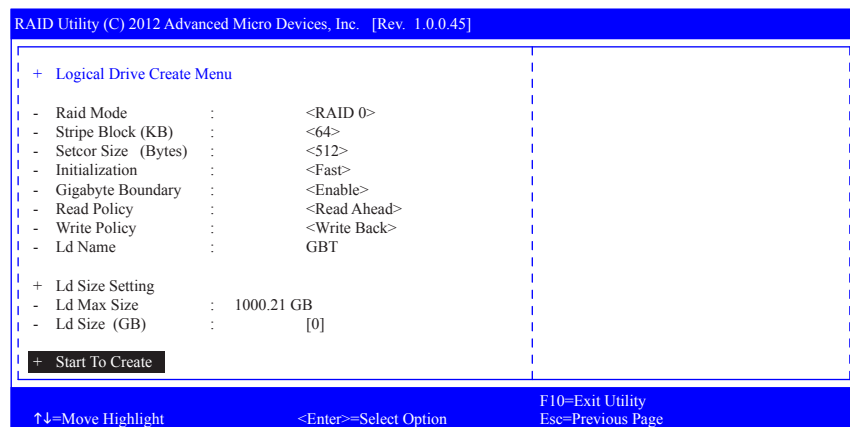 RAID Utility (C) 2012 Advanced Micro Devices, Inc. [Rev. 1.0.0.45]
+ Logical Drive Create Menu
- Raid Mode : <RAID 0>
- Stripe Block (KB) : <64>
- Setcor Size (Bytes) : <512>
- Initialization : <Fast>
- Gigabyte Boundary : <Enable>
- Read Policy : <Read Ahead>
- Write Policy : <Write Back>
- Ld Name : GBT
+ Ld Size Setting
- Ld Max Size : 1000.21 GB
- Ld Size (GB) : [0]
+ Start To Create
F10=Exit Utility
↑↓=Move Highlight <Enter>=Select Option Esc=Previous Page